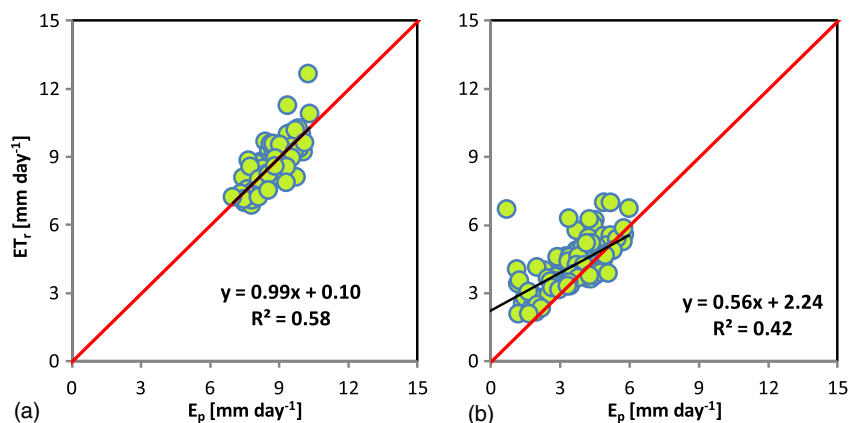 15
12
9
6
3
0
ETr [mm day-1]
y = 0.99x + 0.10
R² = 0.58
0 3 6 9 12 15
(a) Ep [mm day-1]
15
12
9
6
3
0
y = 0.56x + 2.24
R² = 0.42
0 3 6 9 12 15
(b) Ep [mm day-1]